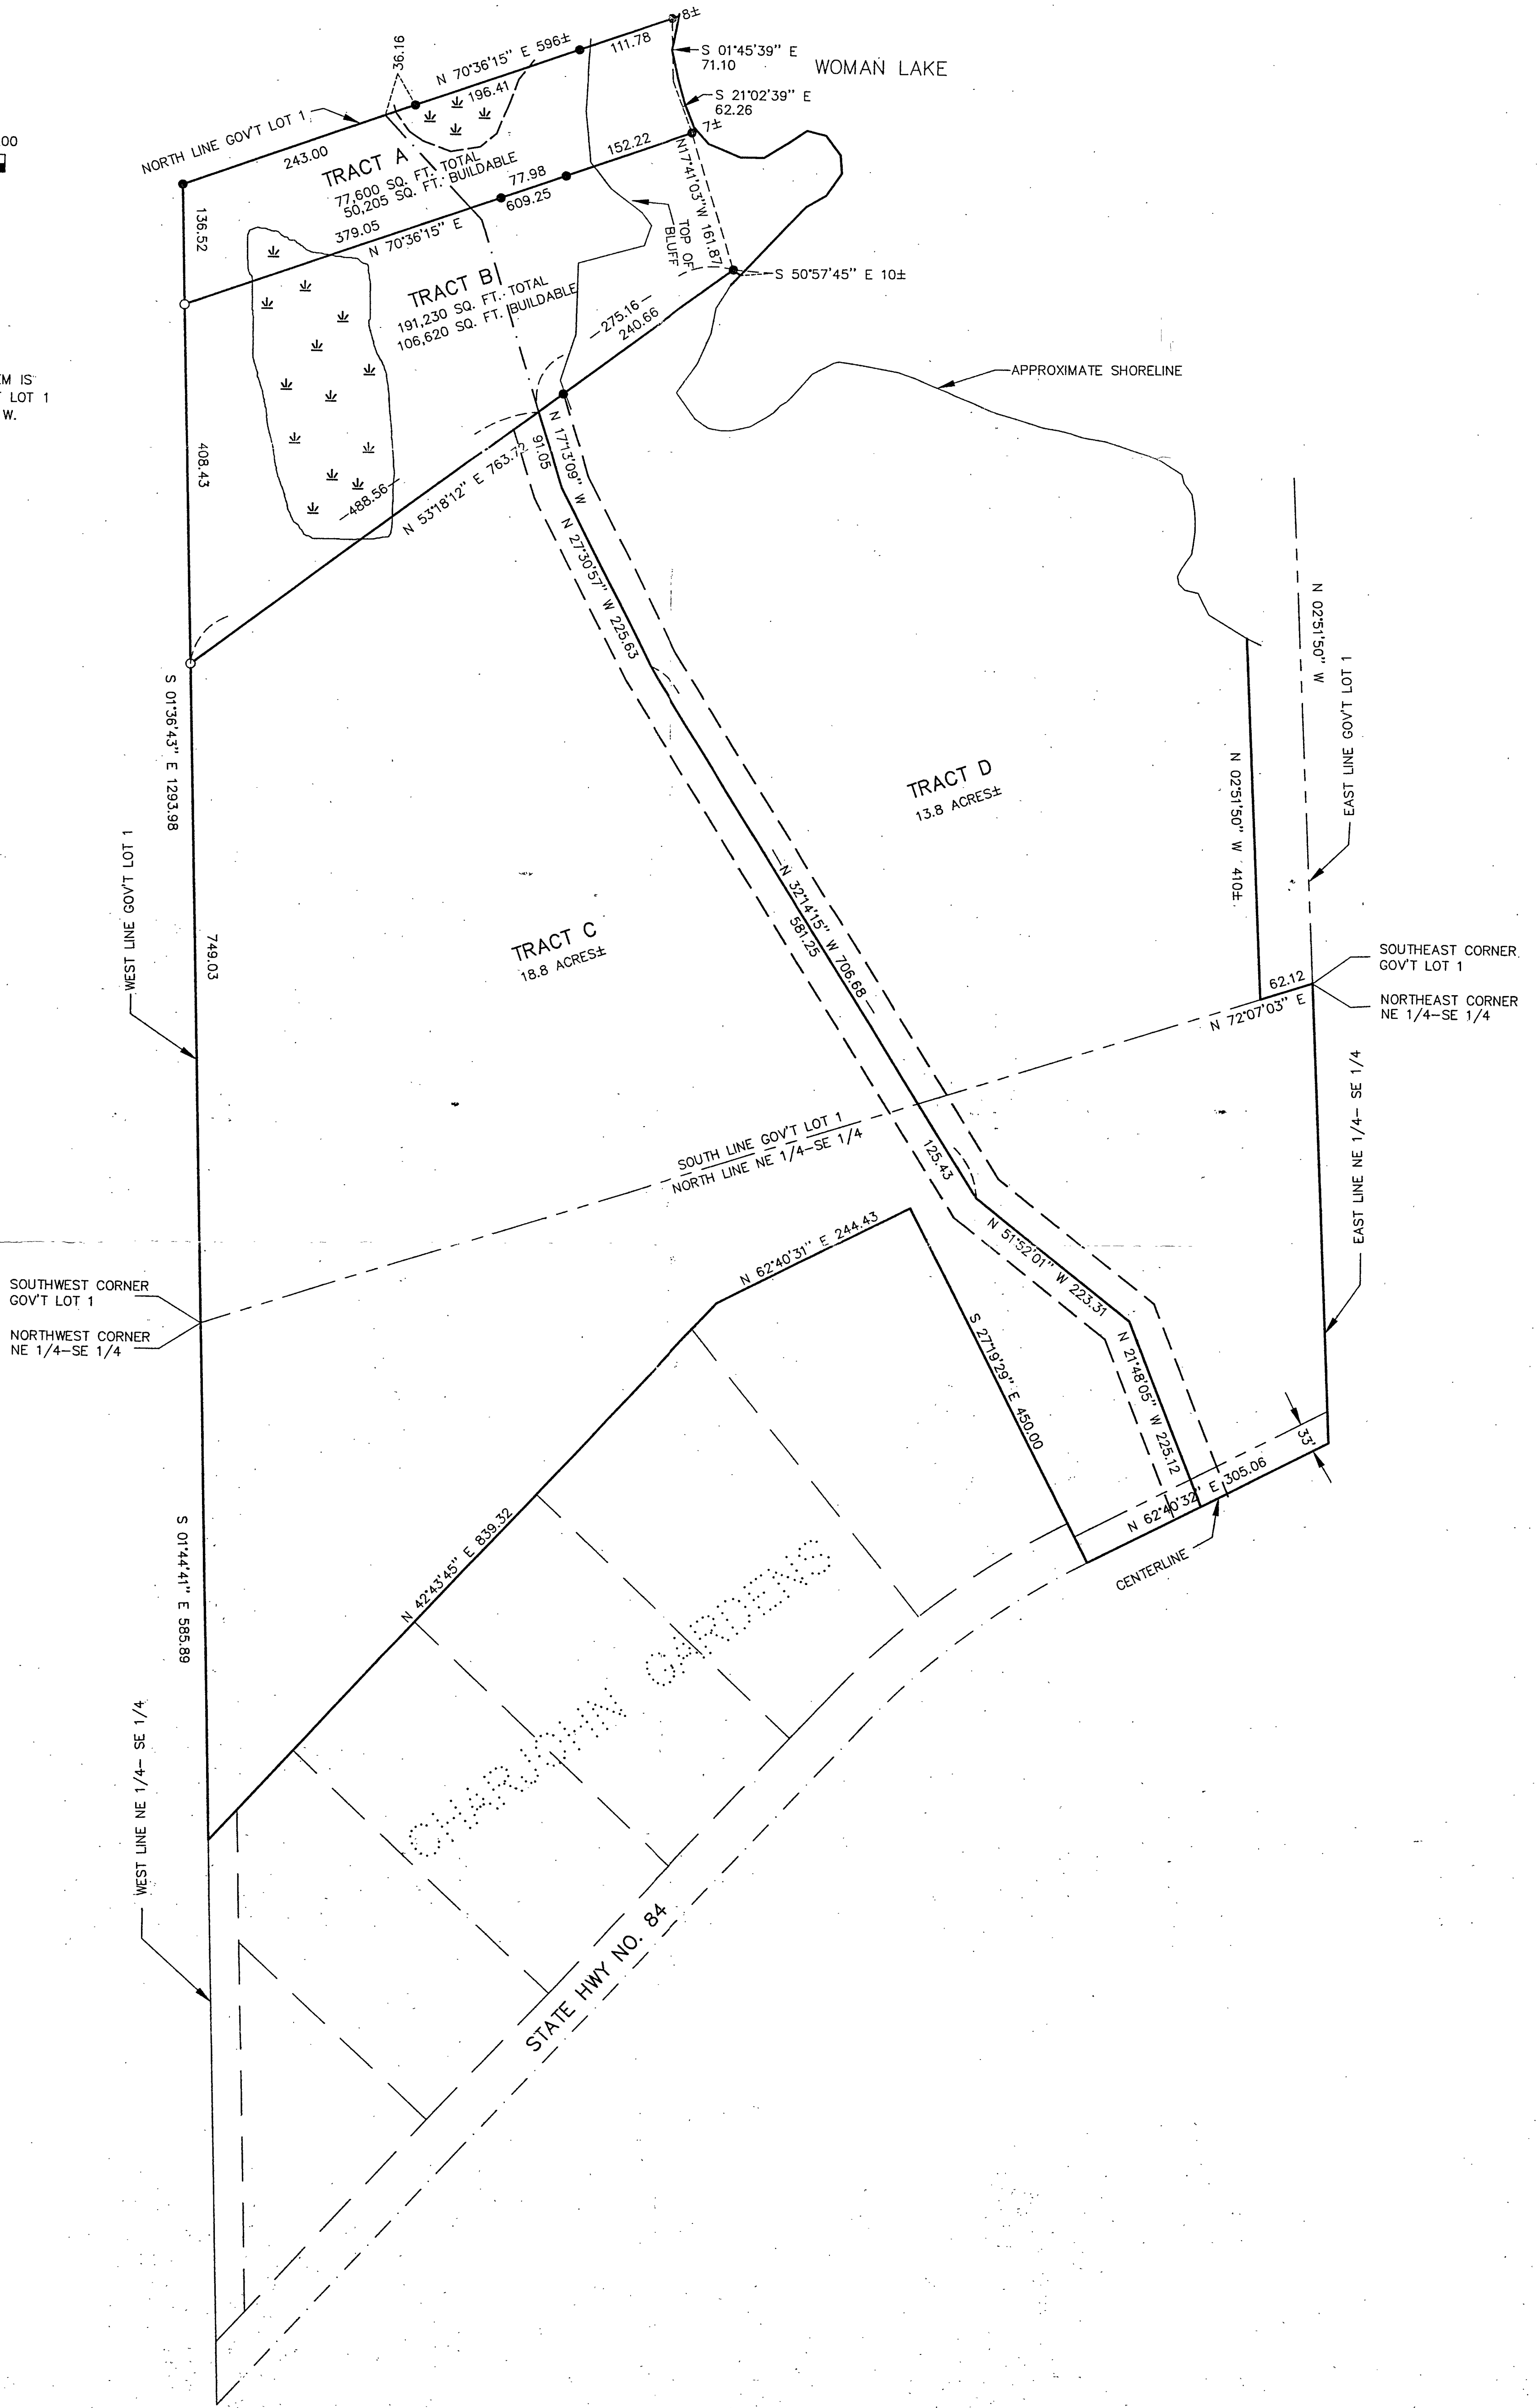 8±
36.16
N 70°36'15" E 596±
111.78
S 01°45'39" E
71.10
WOMAN LAKE
196.41
S 21°02'39" E
62.26
NORTH LINE GOV'T LOT 1
7±
00
243.00
152.22
TRACT A
77,600 SQ. FT. TOTAL
50,205 SQ. FT. BUILDABLE
77.98
609.25
N17°41'03"W 161.87
136.52
379.05
N 70°36'15" E
TOP OF
BLUFF
S 50°57'45" E 10±
TRACT B
191,230 SQ. FT. TOTAL
106,620 SQ. FT. BUILDABLE
275.16
240.66
EM IS
LOT 1
W.
APPROXIMATE SHORELINE
408.43
N 17°13'09" W
91.05
488.56
N 53°18'12" E 763.72
N 27°30'57" W 225.63
N 02°51'50" W
EAST LINE GOV'T LOT 1
S 01°36'43" E 1293.98
TRACT D
13.8 ACRES±
N 02°51'50" W 410±
WEST LINE GOV'T LOT 1
N 32°14'15" W 706.68
581.25
749.03
TRACT C
18.8 ACRES±
SOUTHEAST CORNER
GOV'T LOT 1
62.12
N 72°07'03" E
NORTHEAST CORNER
NE 1/4-SE 1/4
SOUTH LINE GOV'T LOT 1
NORTH LINE NE 1/4-SE 1/4
125.43
EAST LINE NE 1/4- SE 1/4
N 62°40'31" E 244.43
N 51°52'01" W 223.31
SOUTHWEST CORNER
GOV'T LOT 1
NORTHWEST CORNER
NE 1/4-SE 1/4
S 27°19'29" E 450.00
N 21°48'05" W 225.12
33'
N 62°40'32" E 305.06
CENTERLINE
S 01°44'41" E 585.89
N 42°43'45" E 839.32
CHARJOHN GARDENS
WEST LINE NE 1/4- SE 1/4
STATE HWY NO. 84